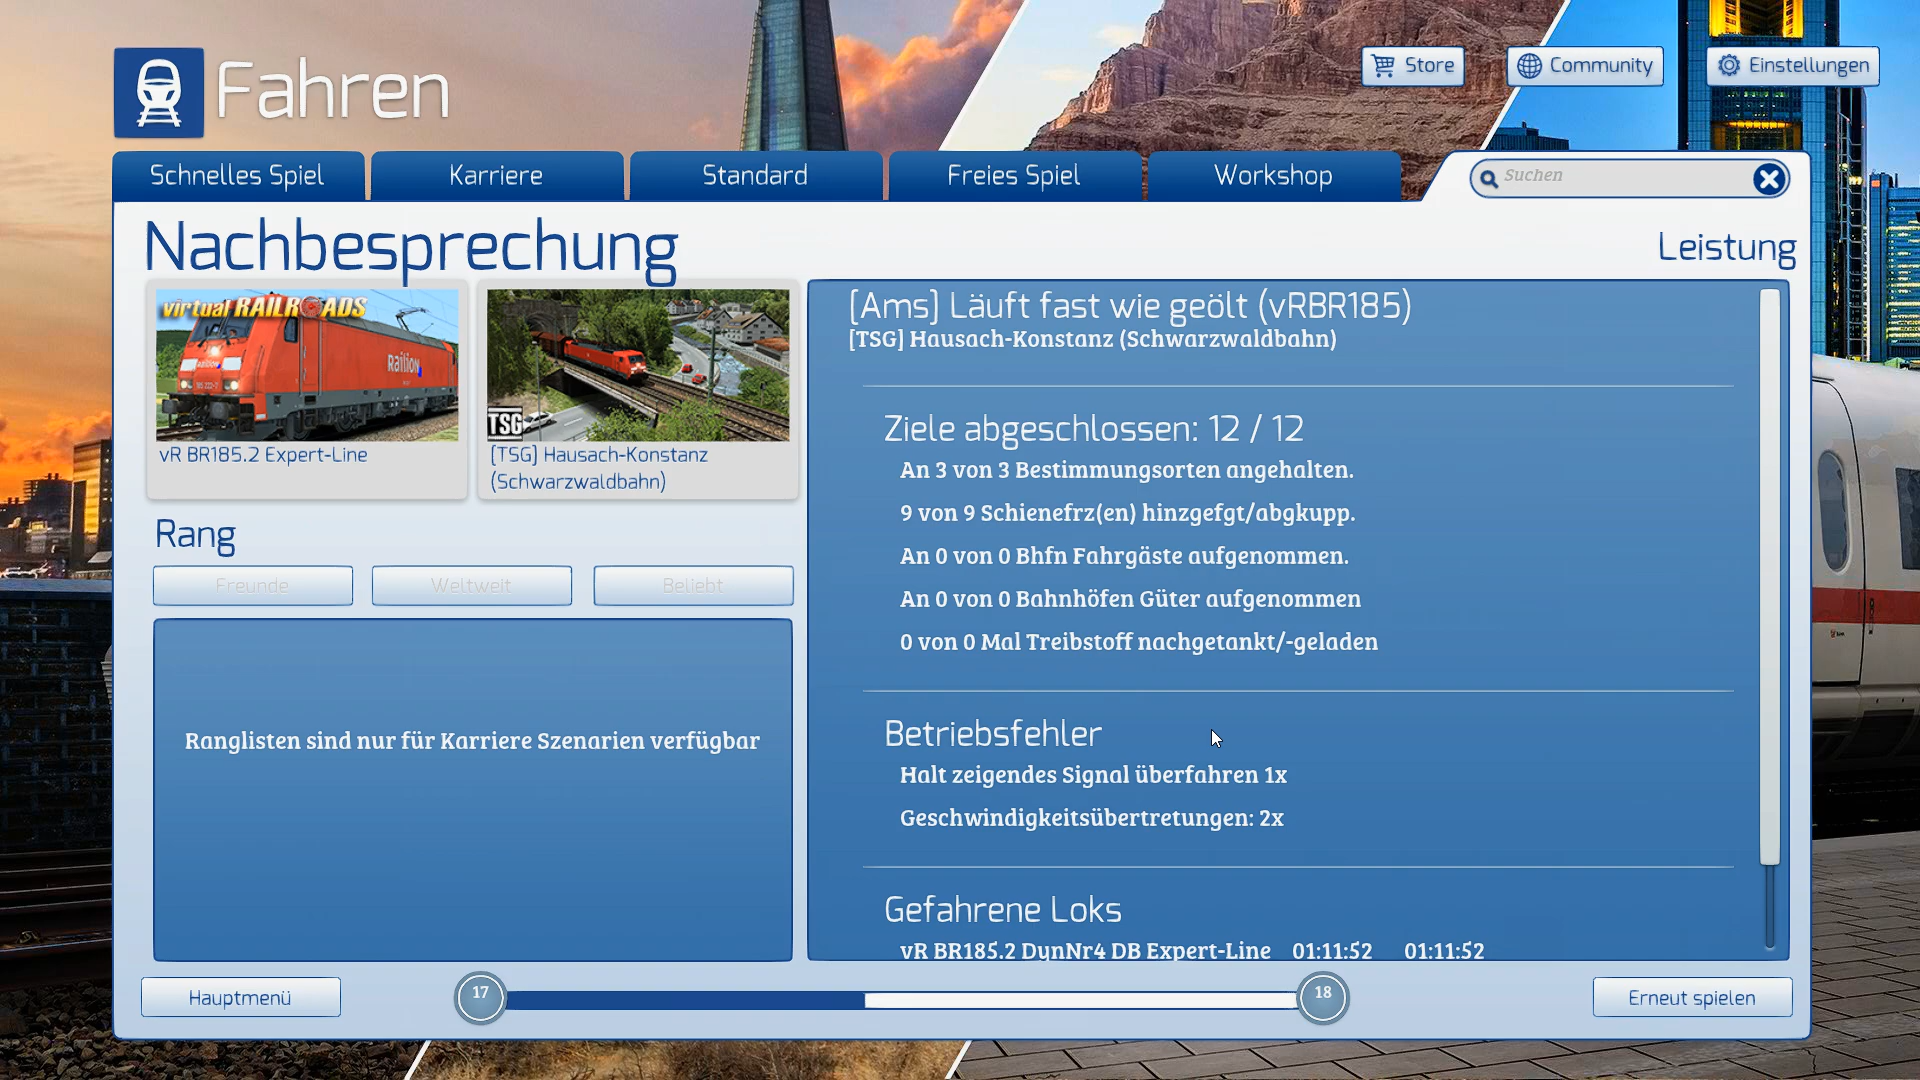 Fahren
Store
Community
Einstellungen
Schnelles Spiel
Karriere
Standard
Freies Spiel
Workshop
Suchen
Nachbesprechung
Leistung
virtual RAILROADS
Railion
vR BR185.2 Expert-Line
TSG
[TSG] Hausach-Konstanz
(Schwarzwaldbahn)
Rang
Freunde
Weltweit
Beliebt
Ranglisten sind nur für Karriere Szenarien verfügbar
[Ams] Läuft fast wie geölt (vRBR185)
[TSG] Hausach-Konstanz (Schwarzwaldbahn)
Ziele abgeschlossen: 12 / 12
An 3 von 3 Bestimmungsorten angehalten.
9 von 9 Schienefrz(en) hinzgefgt/abgkupp.
An 0 von 0 Bhfn Fahrgäste aufgenommen.
An 0 von 0 Bahnhöfen Güter aufgenommen
0 von 0 Mal Treibstoff nachgetankt/-geladen
Betriebsfehler
Halt zeigendes Signal überfahren 1x
Geschwindigkeitsübertretungen: 2x
Gefahrene Loks
vR BR185.2 DynNr4 DB Expert-Line 01:11:52 01:11:52
Hauptmenü
17
18
Erneut spielen